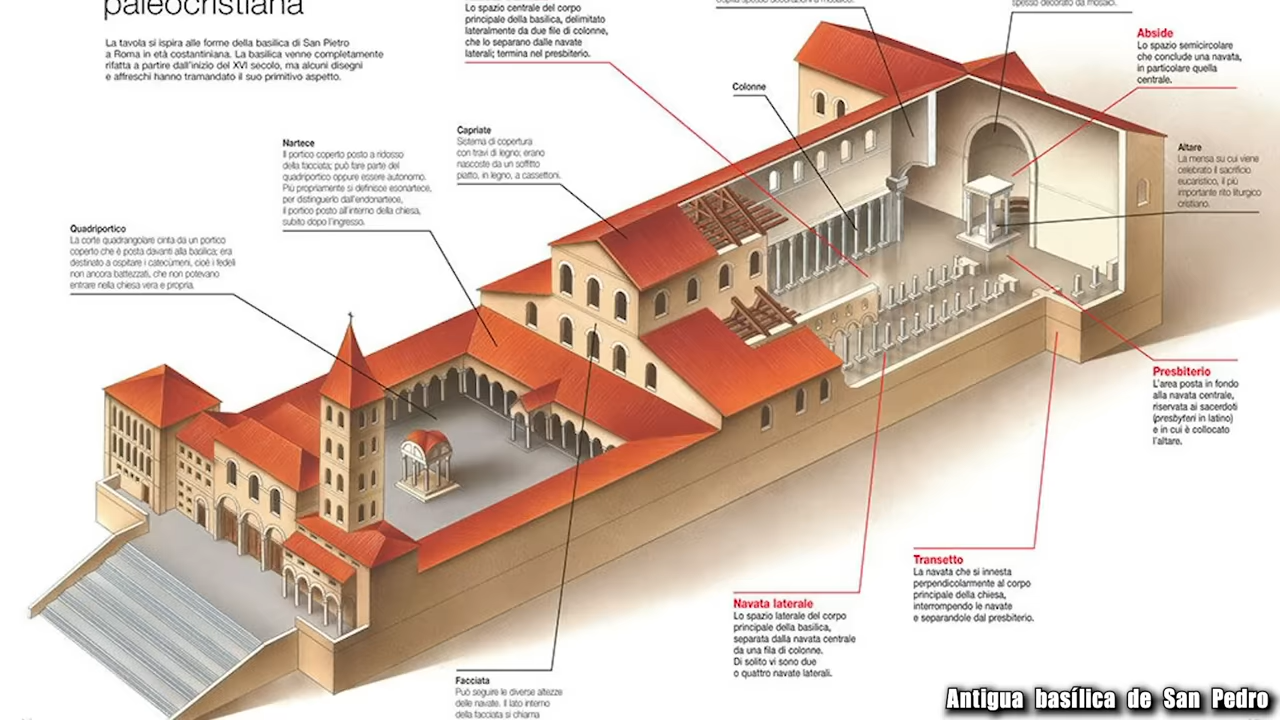 paleocristiana
La tavola si ispira alle forme della basilica di San Pietro
a Roma in età costantiniana. La basilica venne completamente
rifatta a partire dall'inizio del XVI secolo, ma alcuni disegni
e affreschi hanno tramandato il suo primitivo aspetto.
Lo spazio centrale del corpo
principale della basilica, delimitato
lateralmente da due file di colonne,
che lo separano dalle navate
laterali; termina nel presbiterio.
spesso decorato da mosaici.
Abside
Lo spazio semicircolare
che conclude una navata,
in particolare quella
centrale.
Colonne
Capriate
Sistema di copertura
con travi di legno; erano
nascoste da un soffitto
piatto, in legno, a cassettoni.
Nartece
Il portico coperto posto a ridosso
della facciata; può fare parte del
quadriportico oppure essere autonomo.
Più propriamente si definisce esonartece,
per distinguerlo dall'endonartece,
il portico posto all'interno della chiesa,
subito dopo l'ingresso.
Altare
La mensa su cui viene
celebrato il sacrificio
eucaristico, il più
importante rito liturgico
cristiano.
Quadriportico
La corte quadrangolare cinta da un portico
coperto che è posta davanti alla basilica; era
destinato a ospitare i catecùmeni, cioè i fedeli
non ancora battezzati, che non potevano
entrare nella chiesa vera e propria.
Presbiterio
L'area posta in fondo
alla navata centrale,
riservata ai sacerdoti
(presbyteri in latino)
e in cui è collocato
l'altare.
Transetto
La navata che si innesta
perpendicolarmente al corpo
principale della chiesa,
interrompendo le navate
e separandole dal presbiterio.
Navata laterale
Lo spazio laterale del corpo
principale della basilica,
separata dalla navata centrale
da una fila di colonne.
Di solito vi sono due
o quattro navate laterali.
Facciata
Può seguire le diverse altezze
delle navate. Il lato interno
della facciata si chiama
Antigua basílica de San Pedro